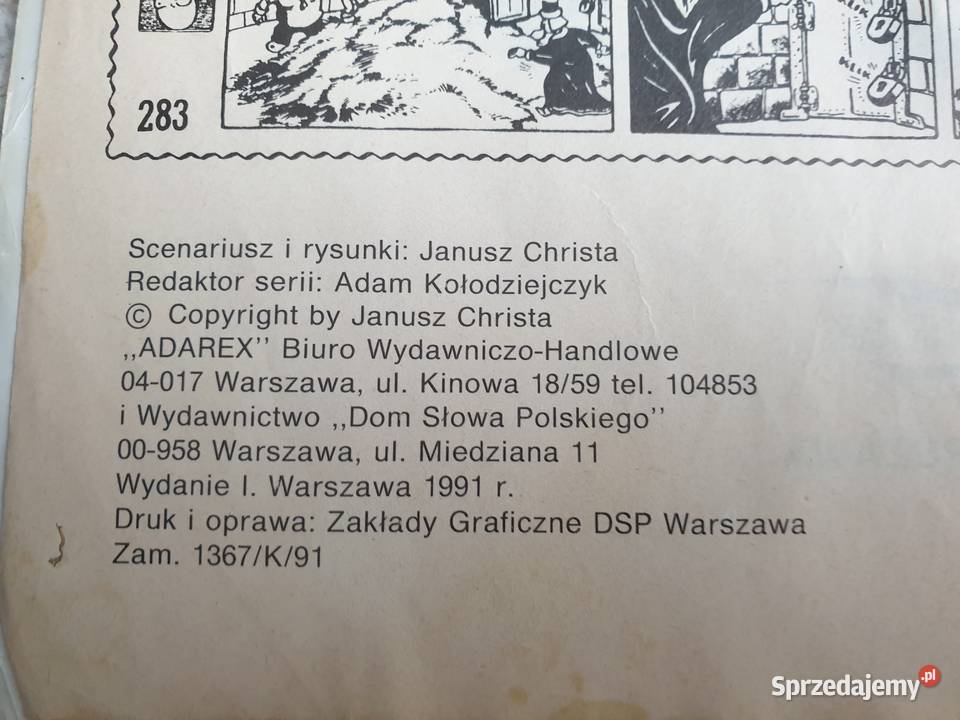 KLIK
KLIK
283
Scenariusz i rysunki: Janusz Christa
Redaktor serii: Adam Kołodziejczyk
© Copyright by Janusz Christa
,,ADAREX'' Biuro Wydawniczo-Handlowe
04-017 Warszawa, ul. Kinowa 18/59 tel. 104853
i Wydawnictwo ,,Dom Słowa Polskiego''
00-958 Warszawa, ul. Miedziana 11
Wydanie I. Warszawa 1991 r.
Druk i oprawa: Zakłady Graficzne DSP Warszawa
Zam. 1367/K/91
Sprzedajemy.pl